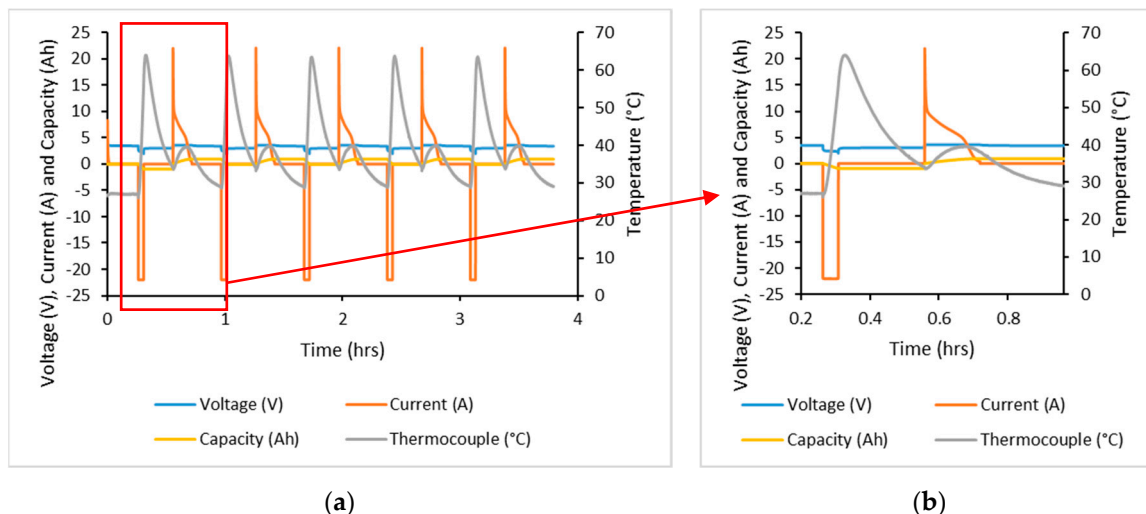 25
20
15
10
5
0
-5
-10
-15
-20
-25
Voltage (V), Current (A) and Capacity (Ah)
70
60
50
40
30
20
10
0
Temperature (°C)
0 1 2 3 4
Time (hrs)
Voltage (V) Current (A)
Capacity (Ah) Thermocouple (°C)
(a)
25
20
15
10
5
0
-5
-10
-15
-20
-25
Voltage (V), Current (A) and Capacity (Ah)
70
60
50
40
30
20
10
0
Temperature (°C)
0.2 0.4 0.6 0.8
Time (hrs)
Voltage (V) Current (A)
Capacity (Ah) Thermocouple (°C)
(b)